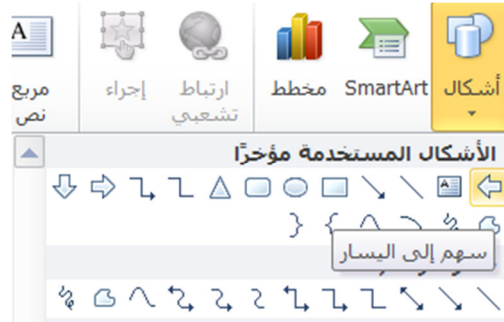 أشكال
SmartArt
مخطط
ارتباط
تشعبي
إجراء
مربع
نص
A
الأشكال المستخدمة مؤخرًا
سهم إلى اليسار